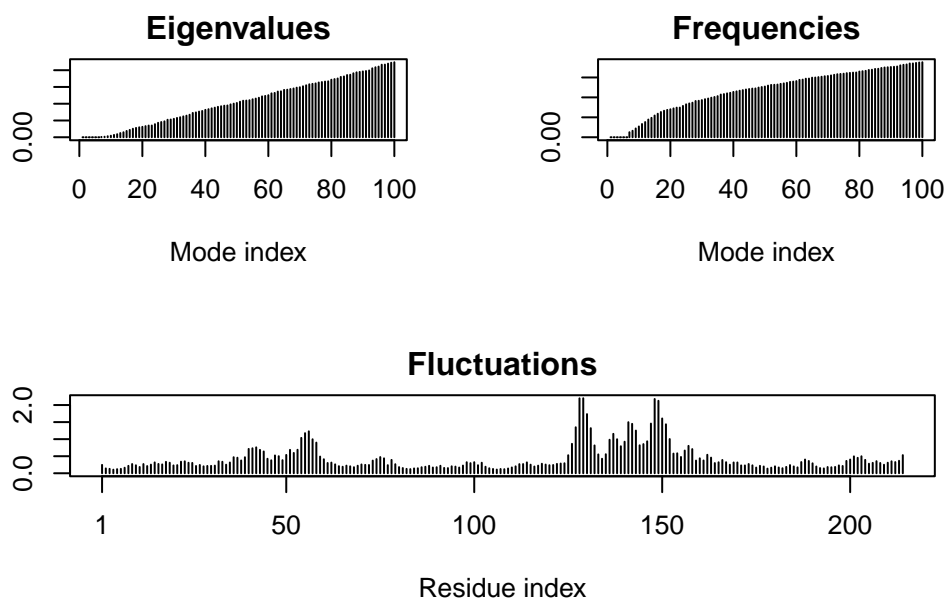 Eigenvalues
0.00
0 20 40 60 80 100
Mode index
Frequencies
0.00
0 20 40 60 80 100
Mode index
Fluctuations
2.0
0.0
1 50 100 150 200
Residue index